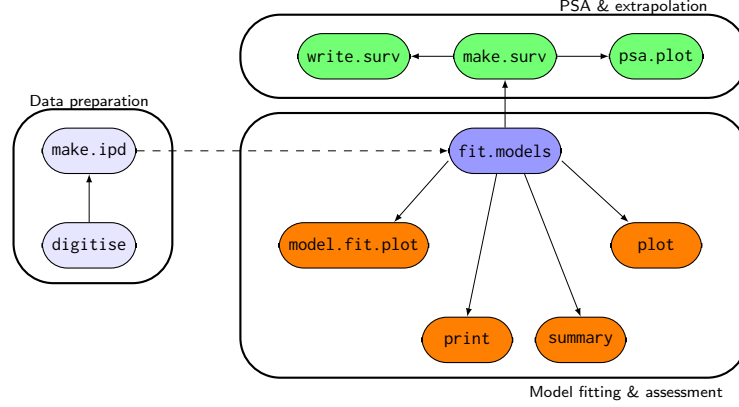 PSA & extrapolation
write.surv
make.surv
psa.plot
Data preparation
make.ipd
fit.models
digitise
model.fit.plot
plot
print
summary
Model fitting & assessment